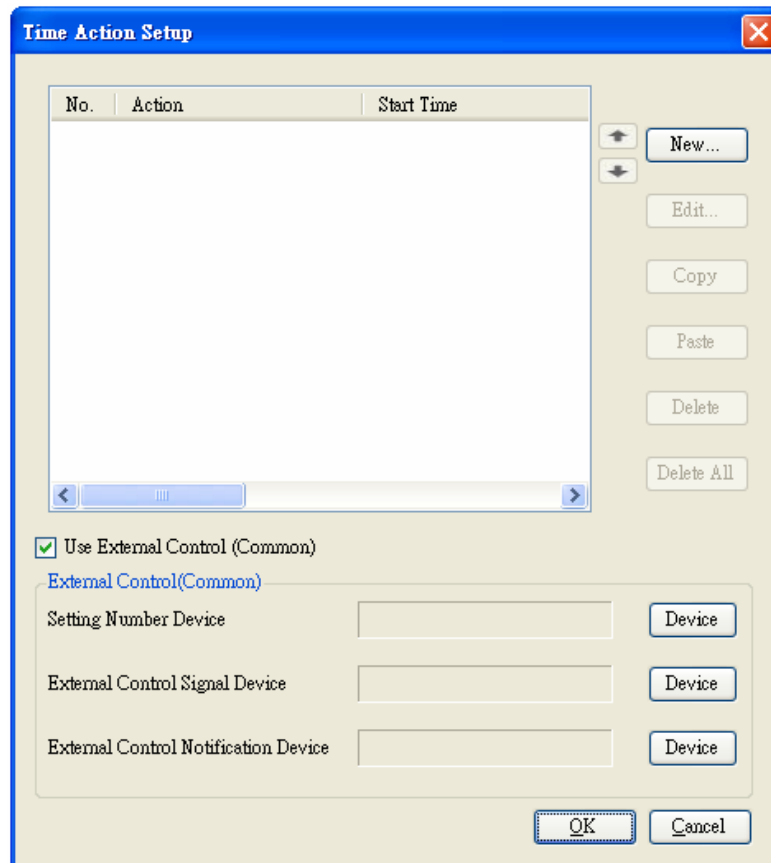 Time Action Setup
No. Action Start Time
New...
Edit...
Copy
Paste
Delete
Delete All
Use External Control (Common)
External Control(Common)
Setting Number Device Device
External Control Signal Device Device
External Control Notification Device Device
OK Cancel